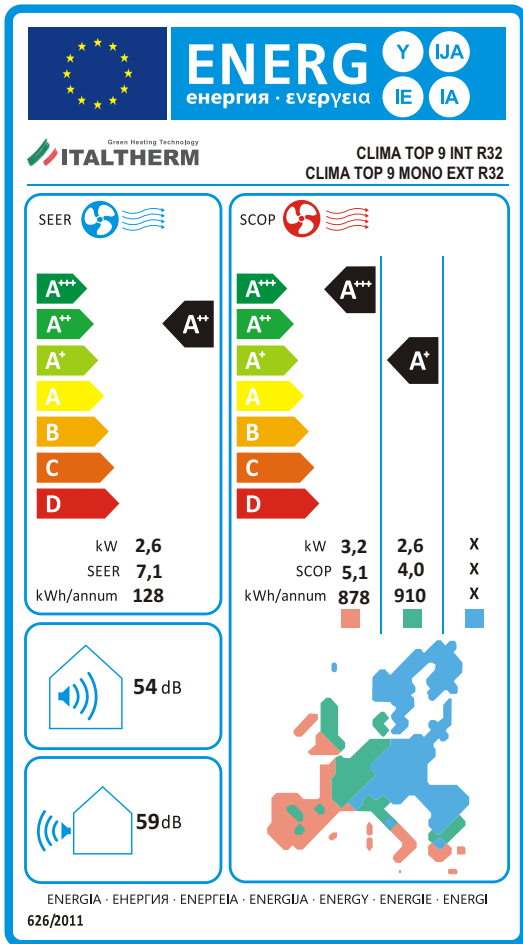 ENERG
енергия · ενεργεια
Y
IJA
IE
IA
Green Heating Technology
ITALTHERM
CLIMA TOP 9 INT R32
CLIMA TOP 9 MONO EXT R32
SEER
A+++
A++
A+
A
B
C
D
A++
kW 2,6
SEER 7,1
kWh/annum 128
SCOP
A+++
A++
A+
A
B
C
D
A+++
A+
kW 3,2 2,6 X
SCOP 5,1 4,0 X
kWh/annum 878 910 X
54 dB
59 dB
ENERGIA · ЕНЕРГИЯ · ΕΝΕΡΓΕΙΑ · ENERGIJA · ENERGY · ENERGIE · ENERGI
626/2011